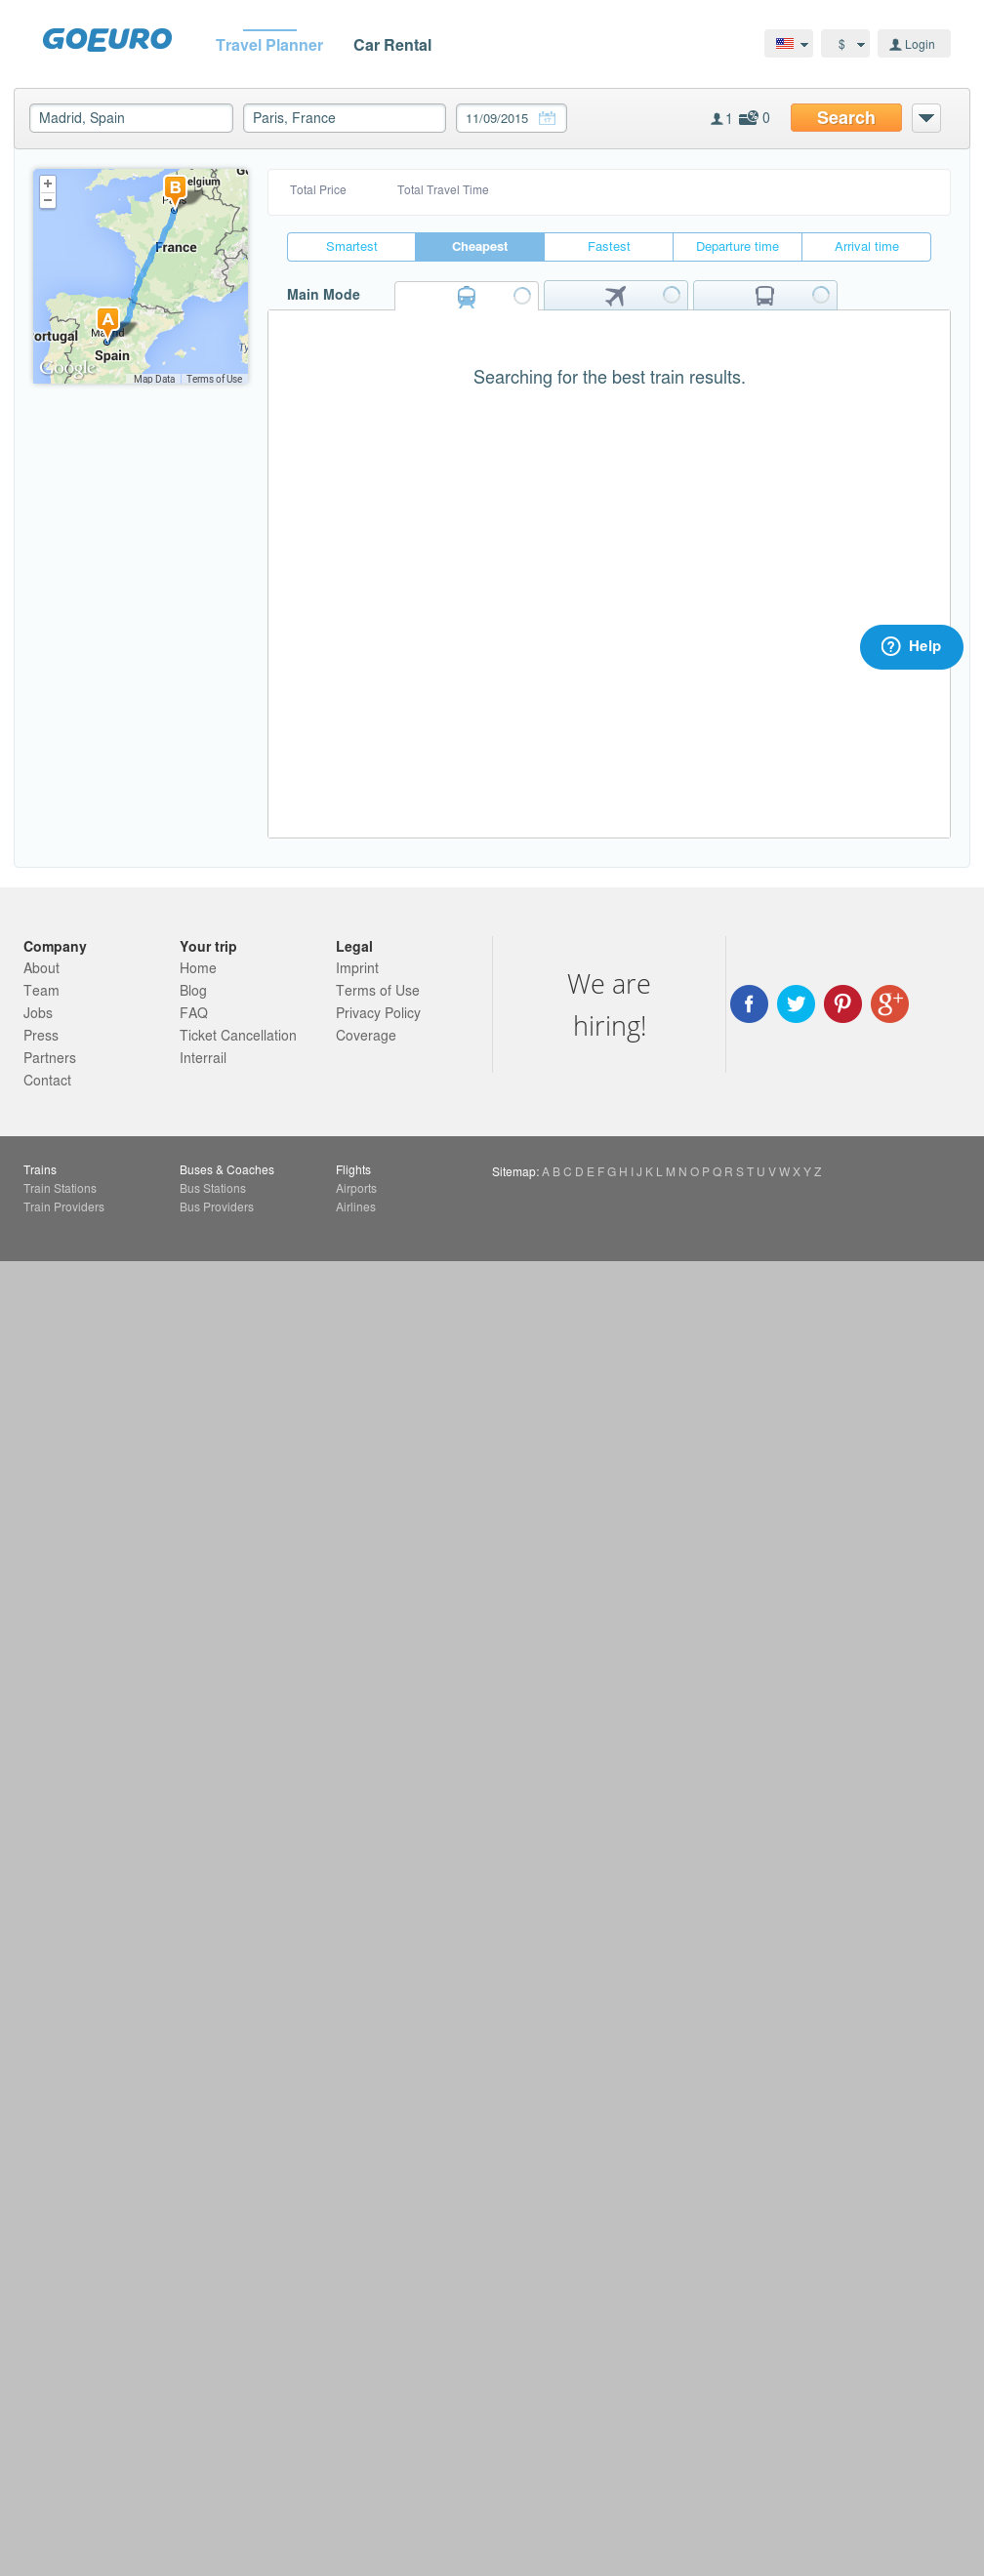 GOEURO
Travel Planner
Car Rental
$
Login
Madrid, Spain
Paris, France
11/09/2015
17
1
%
0
Search
+
−
B
elgium
France
A
ortugal
Spain
Google
Map Data
Terms of Use
Total Price
Total Travel Time
Smartest
Cheapest
Fastest
Departure time
Arrival time
Main Mode
Searching for the best train results.
? Help
Company
About
Team
Jobs
Press
Partners
Contact
Your trip
Home
Blog
FAQ
Ticket Cancellation
Interrail
Legal
Imprint
Terms of Use
Privacy Policy
Coverage
We are
hiring!
Trains
Train Stations
Train Providers
Buses & Coaches
Bus Stations
Bus Providers
Flights
Airports
Airlines
Sitemap: A B C D E F G H I J K L M N O P Q R S T U V W X Y Z